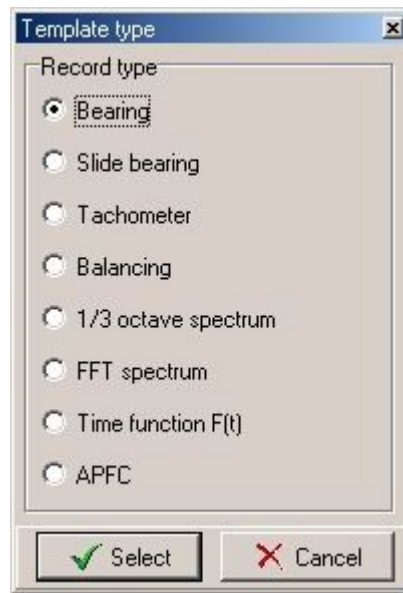 Template type
Record type
Bearing
Slide bearing
Tachometer
Balancing
1/3 octave spectrum
FFT spectrum
Time function F(t)
APFC
Select Cancel